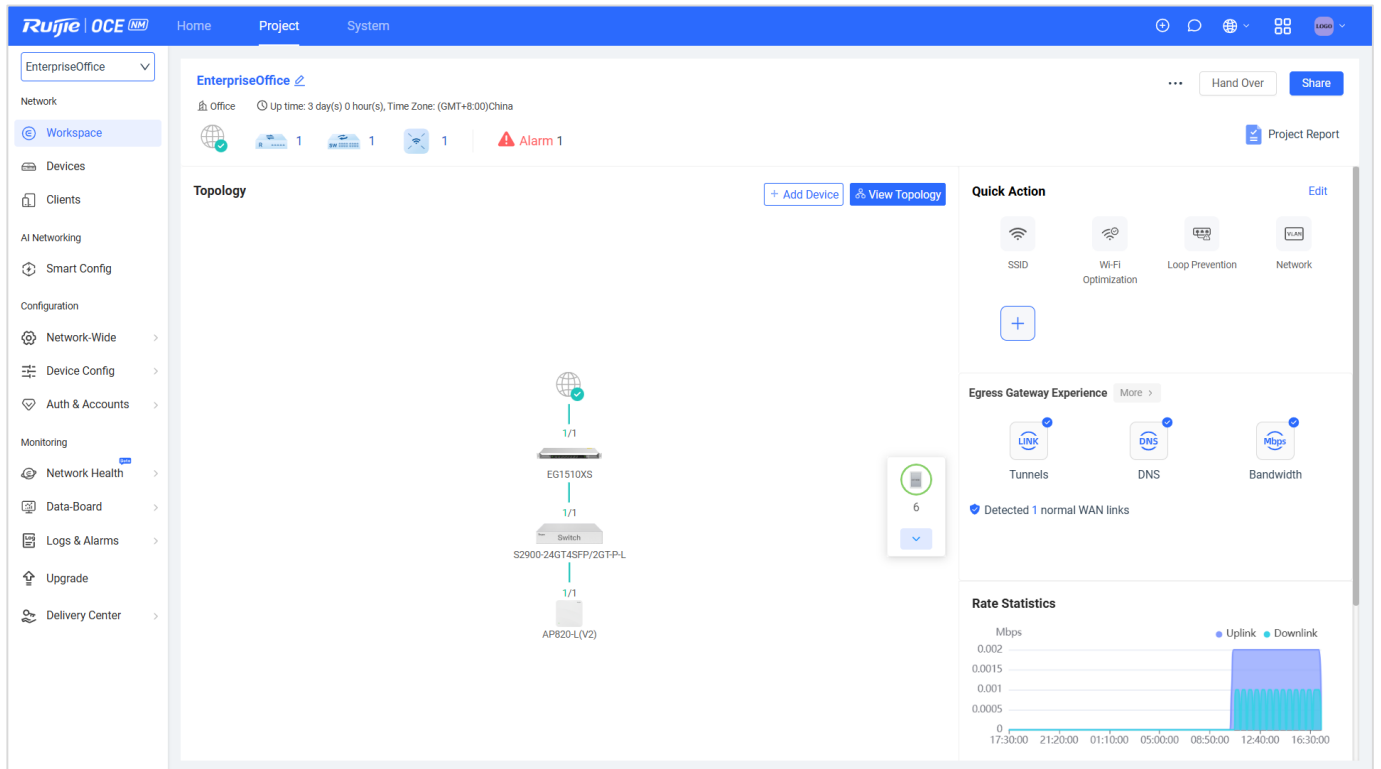 Ruijie | OCE NM Home Project System LOGO
EnterpriseOffice
Network
Workspace
Devices
Clients
AI Networking
Smart Config
Configuration
Network-Wide
Device Config
Auth & Accounts
Monitoring
Beta
Network Health
Data-Board
Logs & Alarms
Upgrade
Delivery Center
EnterpriseOffice ... Hand Over Share
Office Up time: 3 day(s) 0 hour(s), Time Zone: (GMT+8:00)China
R 1 SW 1 1 Alarm 1 Project Report
Topology + Add Device View Topology
1/1
EG1510XS
1/1
Switch
S2900-24GT4SFP/2GT-P-L
1/1
AP820-L(V2)
6
Quick Action Edit
SSID Wi-Fi Optimization Loop Prevention VLAN Network
+
Egress Gateway Experience More >
LINK DNS Mbps
Tunnels DNS Bandwidth
Detected 1 normal WAN links
Rate Statistics
Mbps Uplink Downlink
0.002
0.0015
0.001
0.0005
0
17:30:00 21:20:00 01:10:00 05:00:00 08:50:00 12:40:00 16:30:00